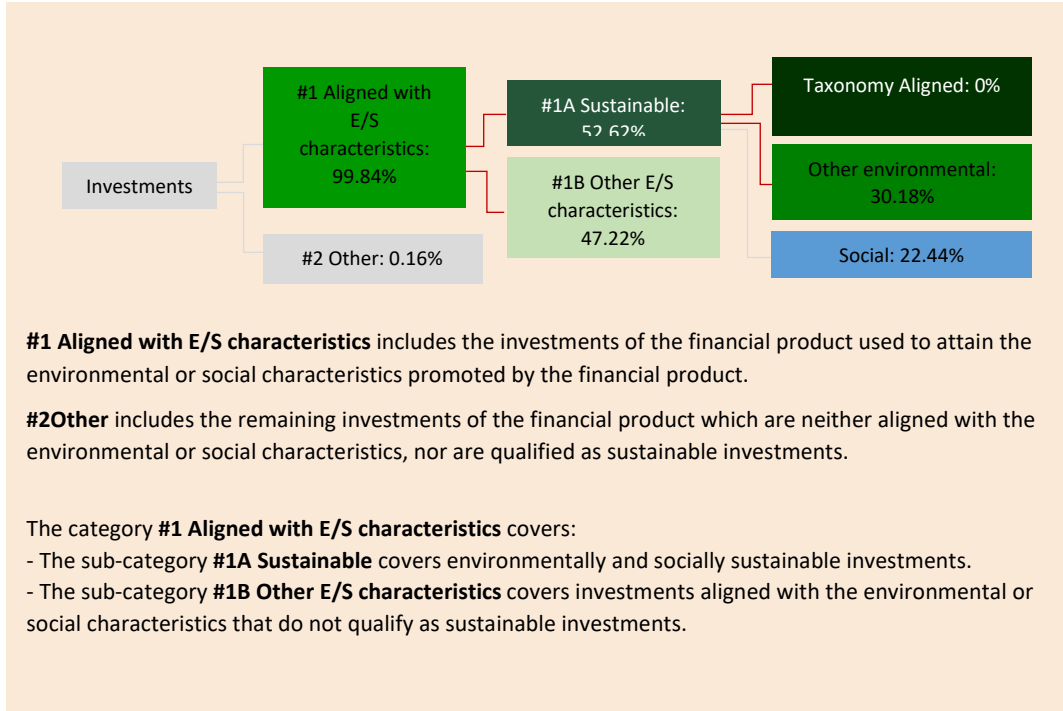 Investments
#1 Aligned with
E/S
characteristics:
99.84%
#2 Other: 0.16%
#1A Sustainable:
52.62%
#1B Other E/S
characteristics:
47.22%
Taxonomy Aligned: 0%
Other environmental:
30.18%
Social: 22.44%
#1 Aligned with E/S characteristics includes the investments of the financial product used to attain the
environmental or social characteristics promoted by the financial product.
#2Other includes the remaining investments of the financial product which are neither aligned with the
environmental or social characteristics, nor are qualified as sustainable investments.
The category #1 Aligned with E/S characteristics covers:
- The sub-category #1A Sustainable covers environmentally and socially sustainable investments.
- The sub-category #1B Other E/S characteristics covers investments aligned with the environmental or
social characteristics that do not qualify as sustainable investments.